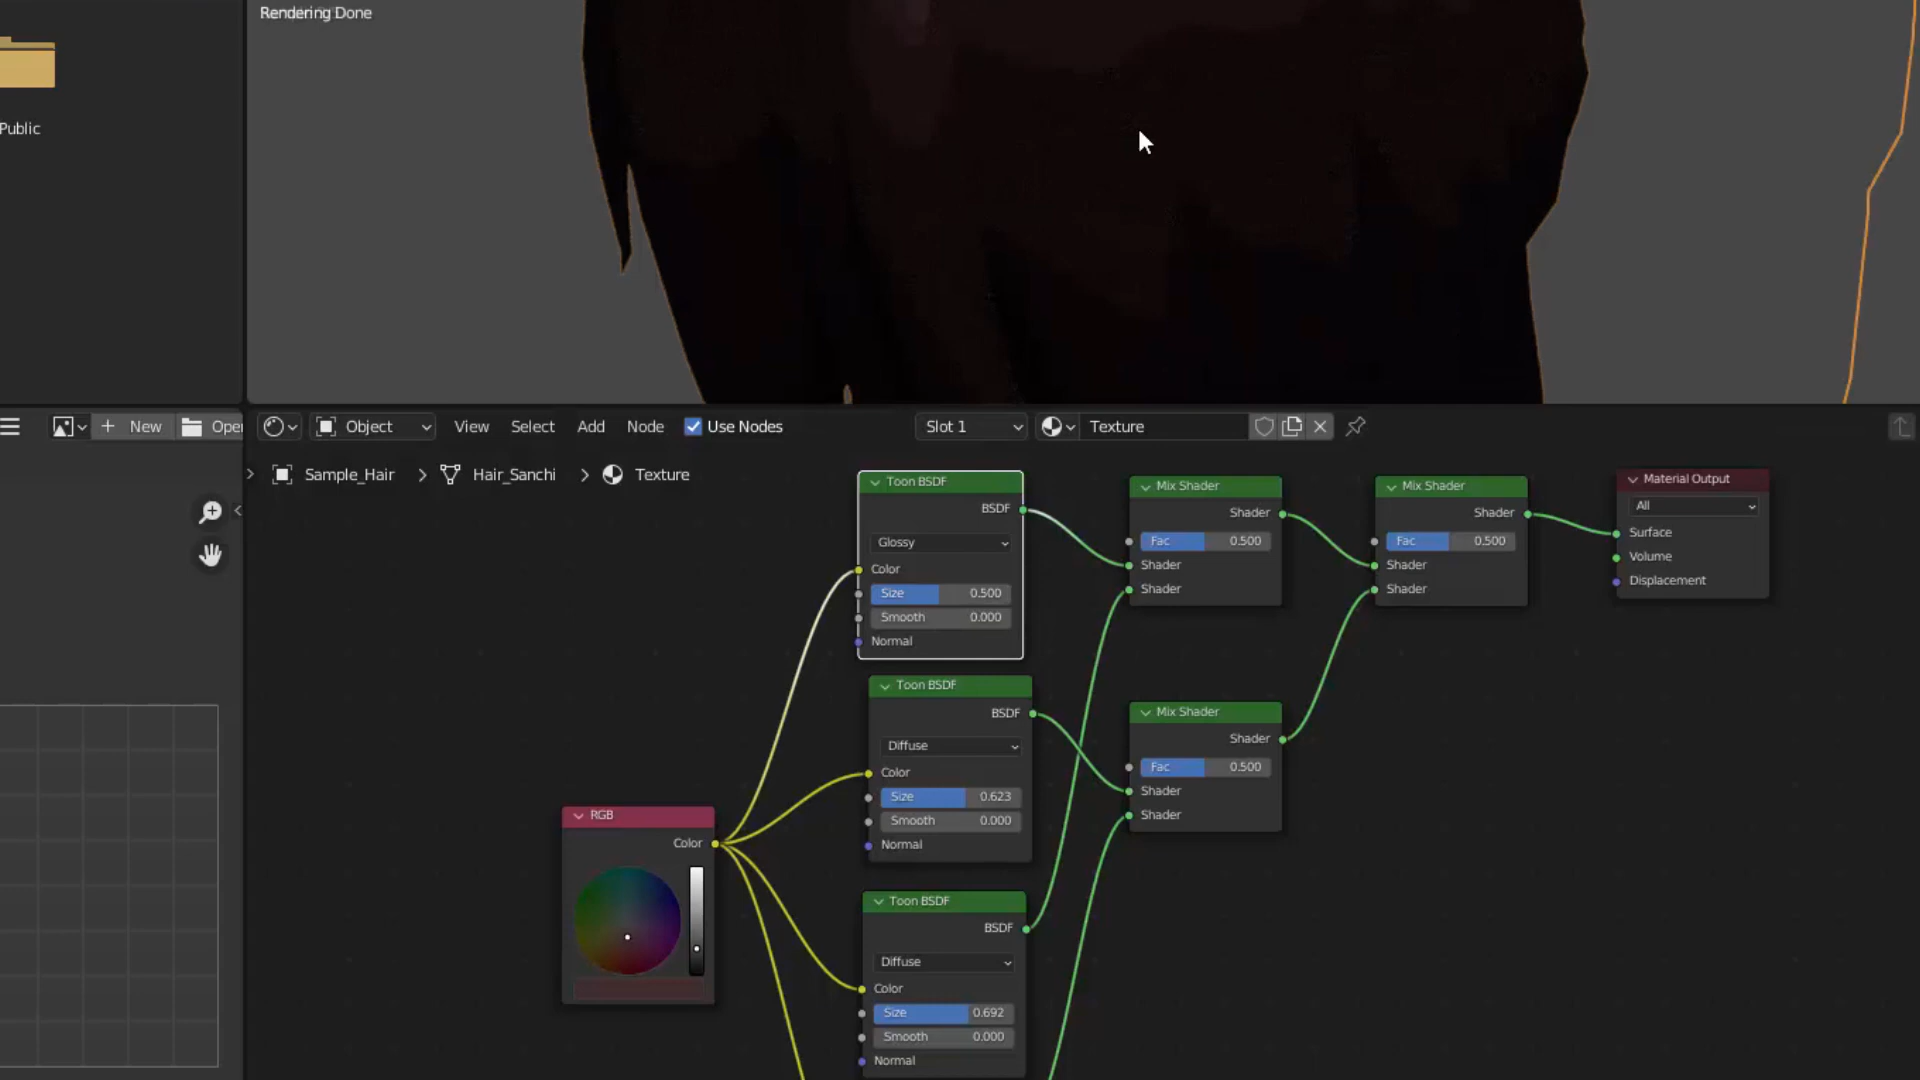 Rendering Done
Public
New
Open
Object
View
Select
Add
Node
Use Nodes
Slot 1
Texture
Sample_Hair
Hair_Sanchi
Texture
Toon BSDF
BSDF
Glossy
Color
Size 0.500
Smooth 0.000
Normal
Toon BSDF
BSDF
Diffuse
Color
Size 0.623
Smooth 0.000
Normal
Toon BSDF
BSDF
Diffuse
Color
Size 0.692
Smooth 0.000
Normal
RGB
Color
Mix Shader
Shader
Fac 0.500
Shader
Shader
Mix Shader
Shader
Fac 0.500
Shader
Shader
Mix Shader
Shader
Fac 0.500
Shader
Shader
Material Output
All
Surface
Volume
Displacement